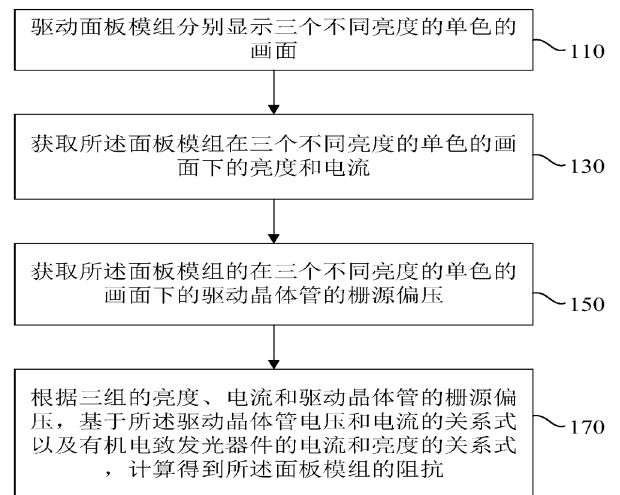 驱动面板模组分别显示三个不同亮度的单色的
画面
110
获取所述面板模组在三个不同亮度的单色的画
面下的亮度和电流
130
获取所述面板模组的在三个不同亮度的单色的
画面下的驱动晶体管的栅源偏压
150
根据三组的亮度、电流和驱动晶体管的栅源偏
压，基于所述驱动晶体管电压和电流的关系式
以及有机电致发光器件的电流和亮度的关系式
，计算得到所述面板模组的阻抗
170